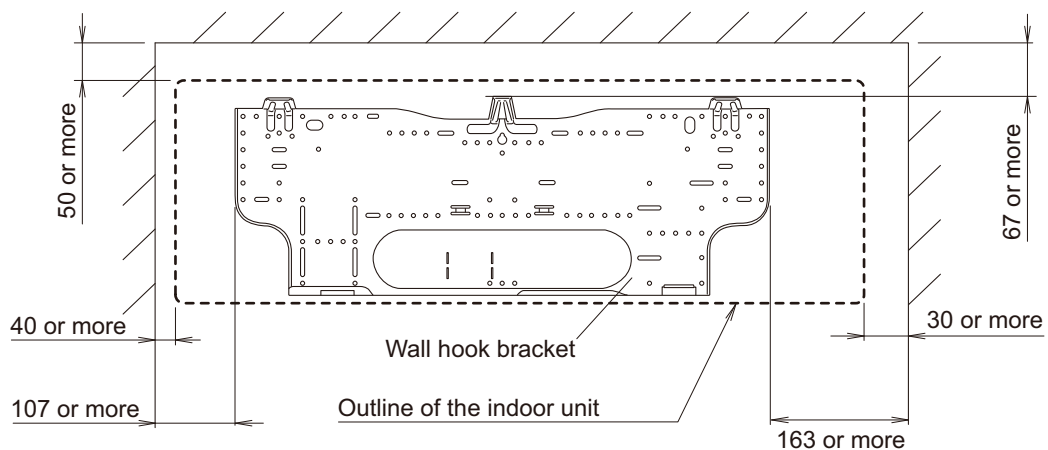 50 or more
67 or more
40 or more
30 or more
Wall hook bracket
107 or more
Outline of the indoor unit
163 or more